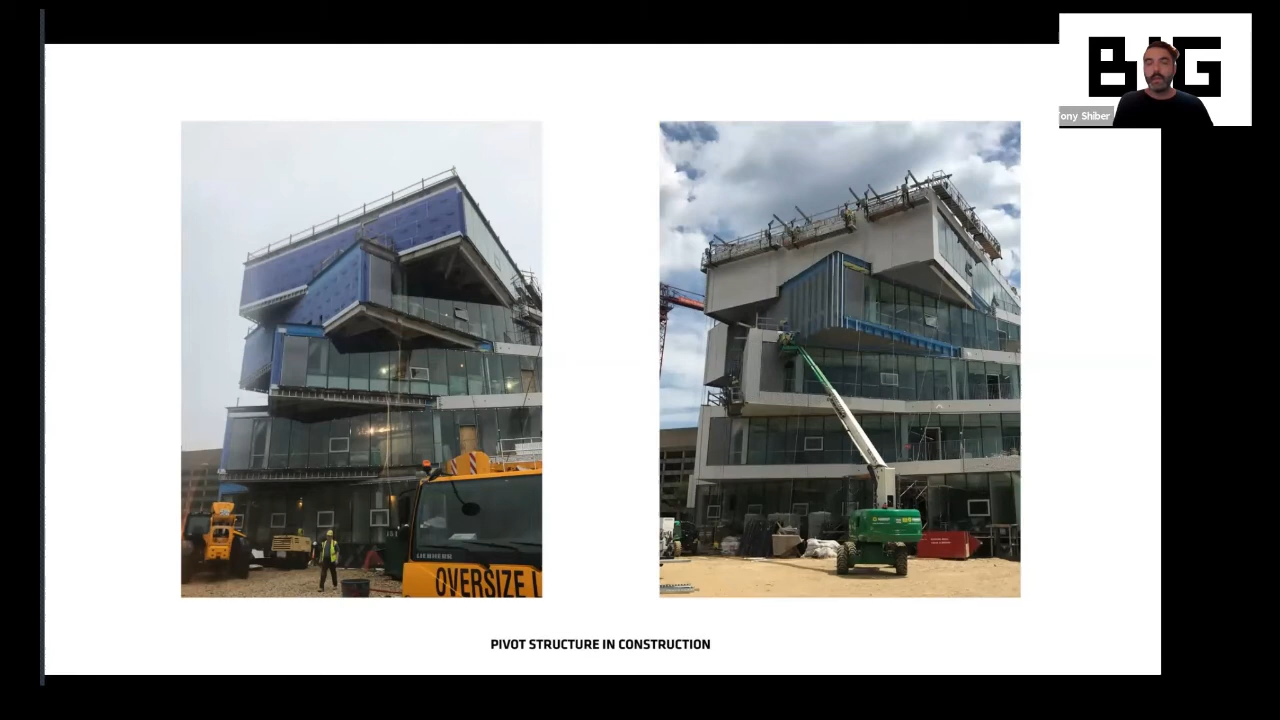 BIG
ony Shiber
LIEBHERR
OVERSIZE L
PIVOT STRUCTURE IN CONSTRUCTION